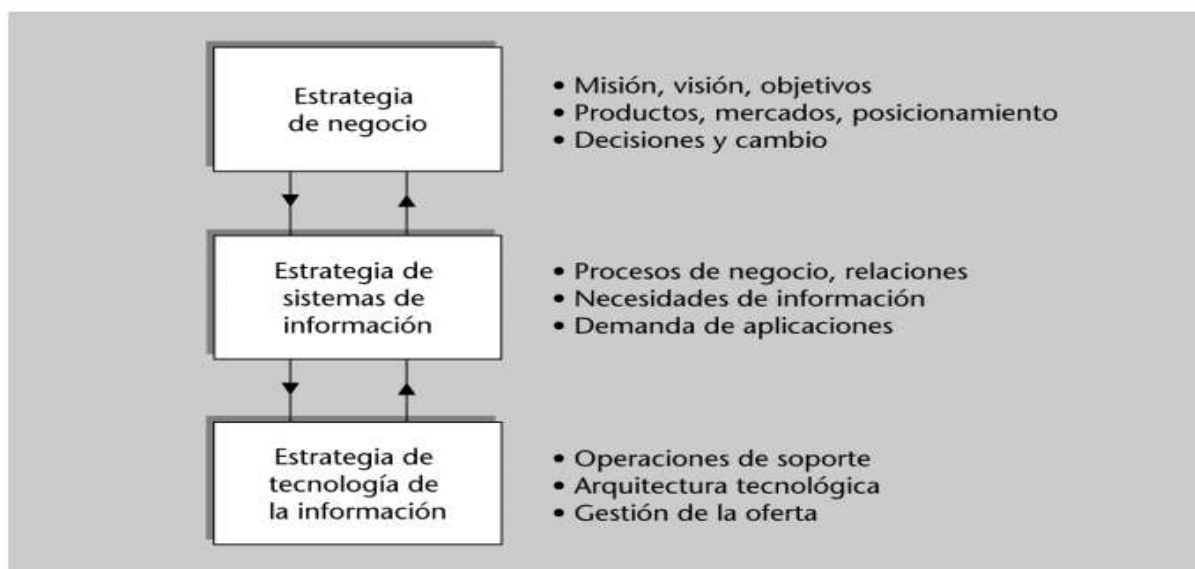 Estrategia
de negocio
• Misión, visión, objetivos
• Productos, mercados, posicionamiento
• Decisiones y cambio
Estrategia de
sistemas de
información
• Procesos de negocio, relaciones
• Necesidades de información
• Demanda de aplicaciones
Estrategia de
tecnología de
la información
• Operaciones de soporte
• Arquitectura tecnológica
• Gestión de la oferta